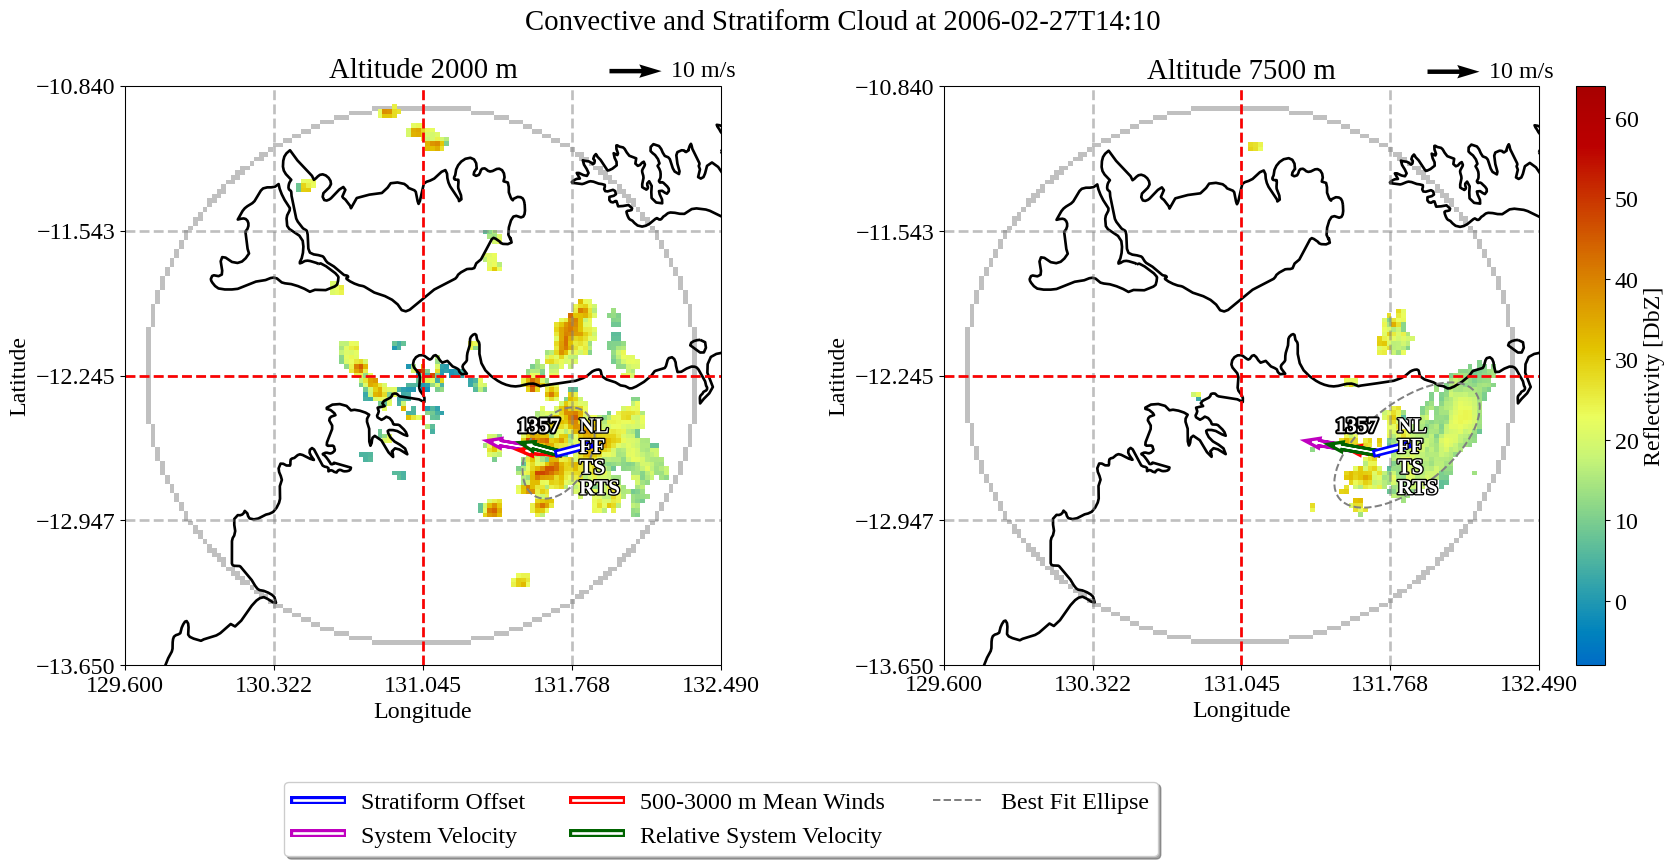 Convective and Stratiform Cloud at 2006-02-27T14:10
Altitude 2000 m
10 m/s
−10.840
−11.543
−12.245
−12.947
−13.650
Latitude
1357
NL
FF
TS
RTS
129.600
130.322
131.045
131.768
132.490
Longitude
Altitude 7500 m
10 m/s
−10.840
−11.543
−12.245
−12.947
−13.650
Latitude
1357
NL
FF
TS
RTS
129.600
130.322
131.045
131.768
132.490
Longitude
60
50
40
30
20
10
0
Reflectivity [DbZ]
Stratiform Offset
System Velocity
500-3000 m Mean Winds
Relative System Velocity
Best Fit Ellipse